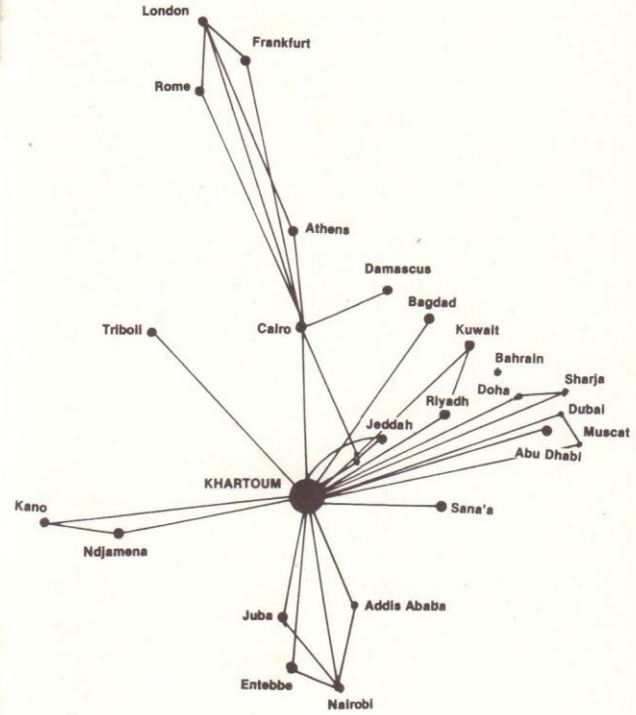 London
Frankfurt
Rome
Athens
Damascus
Bagdad
Cairo
Triboli
Kuwait
Bahrain
Doha
Sharja
Riyadh
Dubai
Jeddah
Muscat
Abu Dhabi
KHARTOUM
Kano
Sana'a
Ndjamena
Juba
Addis Ababa
Entebbe
Nairobi